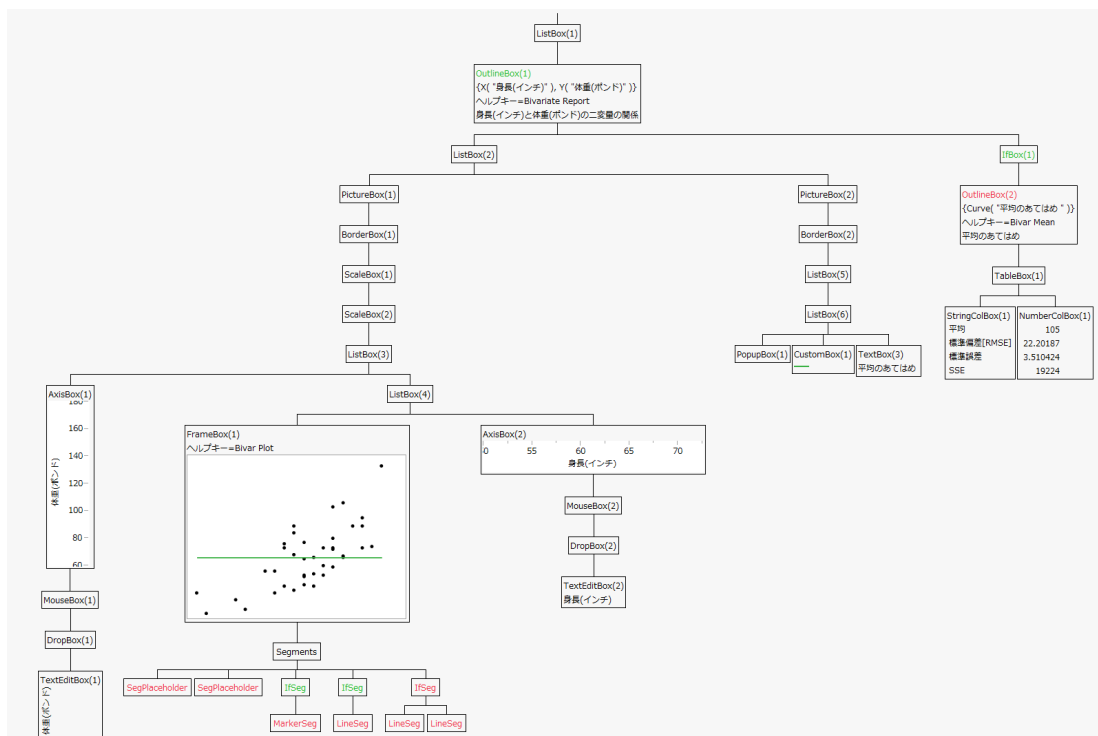 ListBox(1)
OutlineBox(1)
{X( "身長(インチ)" ), Y( "体重(ポンド)" )}
ヘルプキー=Bivariate Report
身長(インチ)と体重(ポンド)の二変量の関係
ListBox(2)
IfBox(1)
PictureBox(1)
PictureBox(2)
OutlineBox(2)
{Curve( "平均のあてはめ " )}
ヘルプキー=Bivar Mean
平均のあてはめ
BorderBox(1)
BorderBox(2)
ScaleBox(1)
ListBox(5)
TableBox(1)
ScaleBox(2)
ListBox(6)
StringColBox(1)
平均
標準偏差[RMSE]
標準誤差
SSE
NumberColBox(1)
105
22.20187
3.510424
19224
ListBox(3)
PopupBox(1)
CustomBox(1)
TextBox(3)
平均のあてはめ
AxisBox(1)
180
160
140
120
100
80
60
体重(ポンド)
ListBox(4)
FrameBox(1)
ヘルプキー=Bivar Plot
AxisBox(2)
50 55 60 65 70
身長(インチ)
MouseBox(2)
DropBox(2)
TextEditBox(2)
身長(インチ)
MouseBox(1)
DropBox(1)
TextEditBox(1)
体重(ポンド)
Segments
SegPlaceholder
SegPlaceholder
IfSeg
IfSeg
IfSeg
MarkerSeg
LineSeg
LineSeg
LineSeg